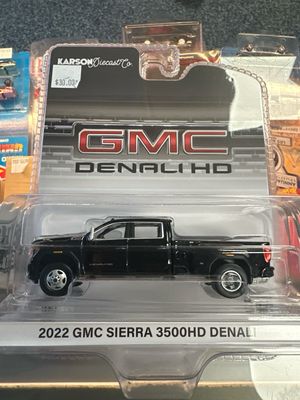 KARSON Diecast Co.
$30.00
GMC
DENALI HD
2022 GMC SIERRA 3500HD DENALI